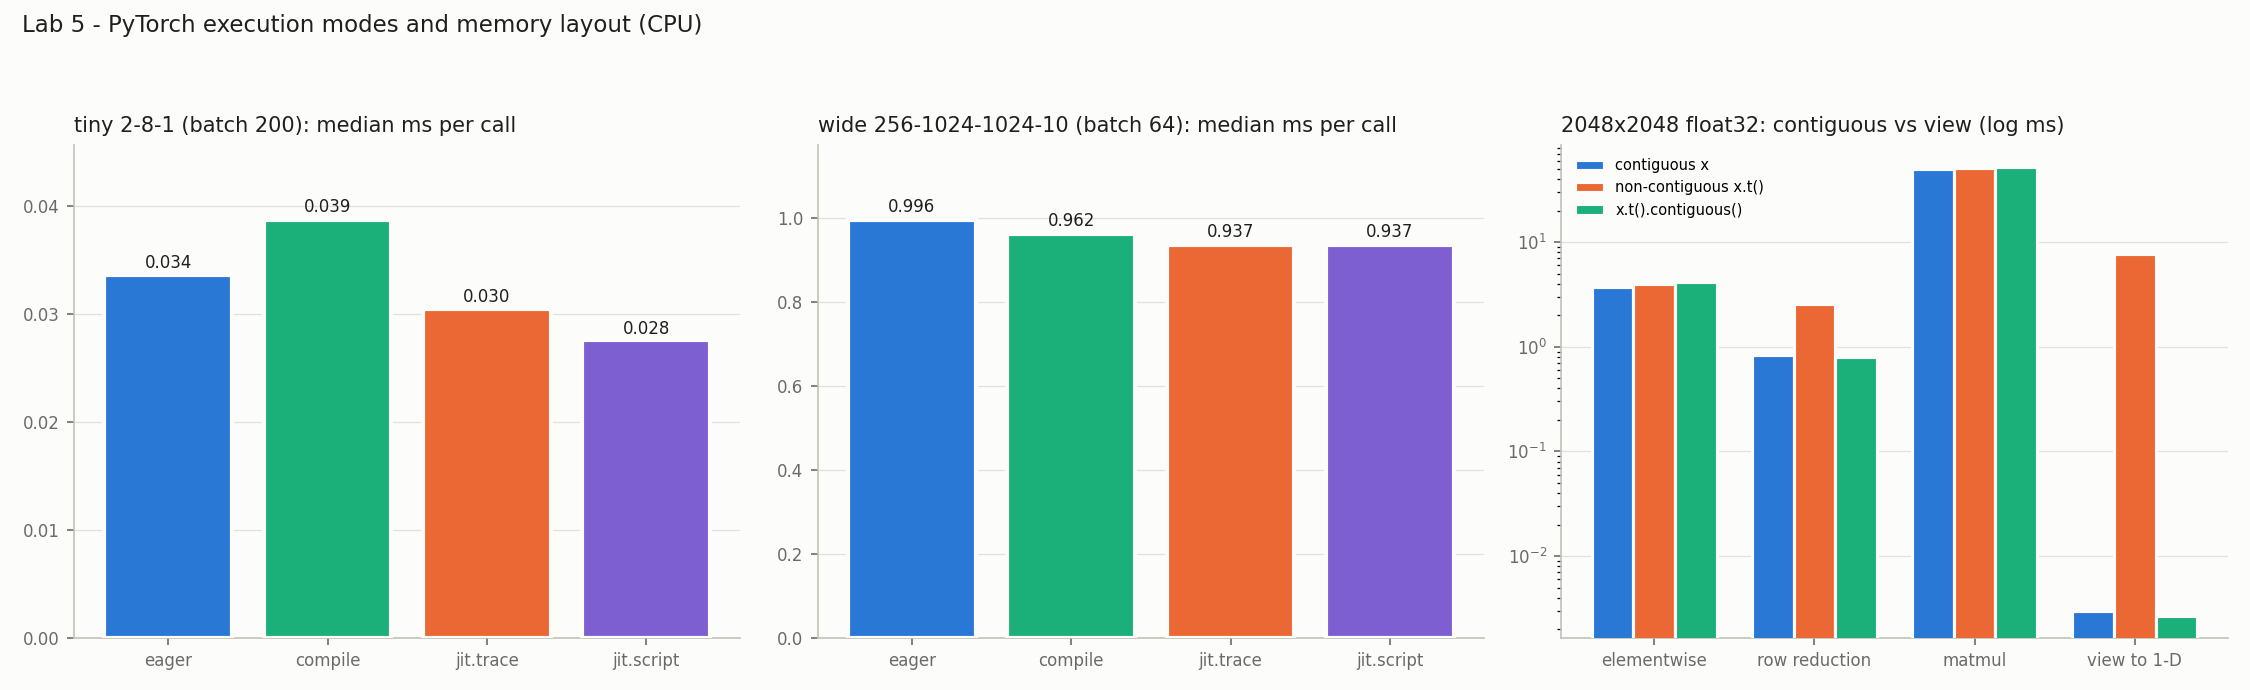 Lab 5 - PyTorch execution modes and memory layout (CPU)
tiny 2-8-1 (batch 200): median ms per call
0.04
0.03
0.02
0.01
0.00
0.034
0.039
0.030
0.028
eager
compile
jit.trace
jit.script
wide 256-1024-1024-10 (batch 64): median ms per call
1.0
0.8
0.6
0.4
0.2
0.0
0.996
0.962
0.937
0.937
eager
compile
jit.trace
jit.script
2048x2048 float32: contiguous vs view (log ms)
contiguous x
non-contiguous x.t()
x.t().contiguous()
10¹
10⁰
10⁻¹
10⁻²
elementwise
row reduction
matmul
view to 1-D